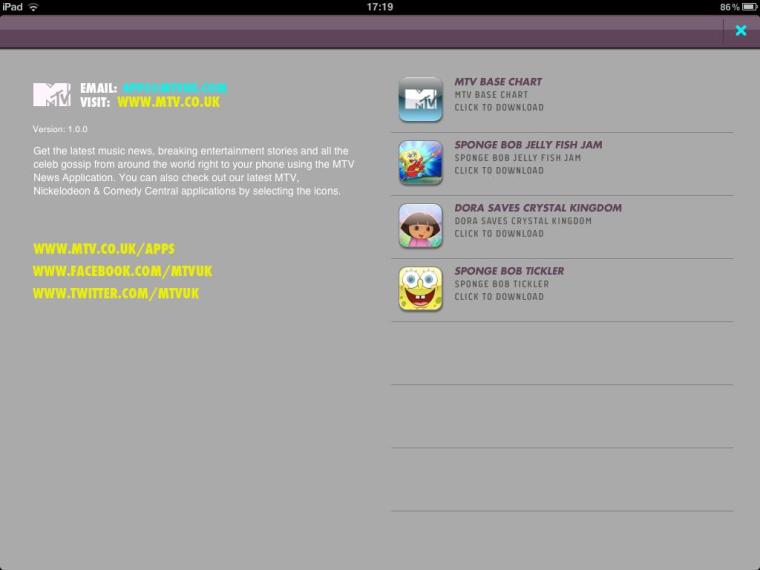 iPad
17:19
86%
EMAIL: APPS@MTVNE.COM
VISIT: WWW.MTV.CO.UK
Version: 1.0.0
Get the latest music news, breaking entertainment stories and all the
celeb gossip from around the world right to your phone using the MTV
News Application. You can also check out our latest MTV,
Nickelodeon & Comedy Central applications by selecting the icons.
WWW.MTV.CO.UK/APPS
WWW.FACEBOOK.COM/MTVUK
WWW.TWITTER.COM/MTVUK
MTV BASE CHART
MTV BASE CHART
CLICK TO DOWNLOAD
SPONGE BOB JELLY FISH JAM
SPONGE BOB JELLY FISH JAM
CLICK TO DOWNLOAD
DORA SAVES CRYSTAL KINGDOM
DORA SAVES CRYSTAL KINGDOM
CLICK TO DOWNLOAD
SPONGE BOB TICKLER
SPONGE BOB TICKLER
CLICK TO DOWNLOAD